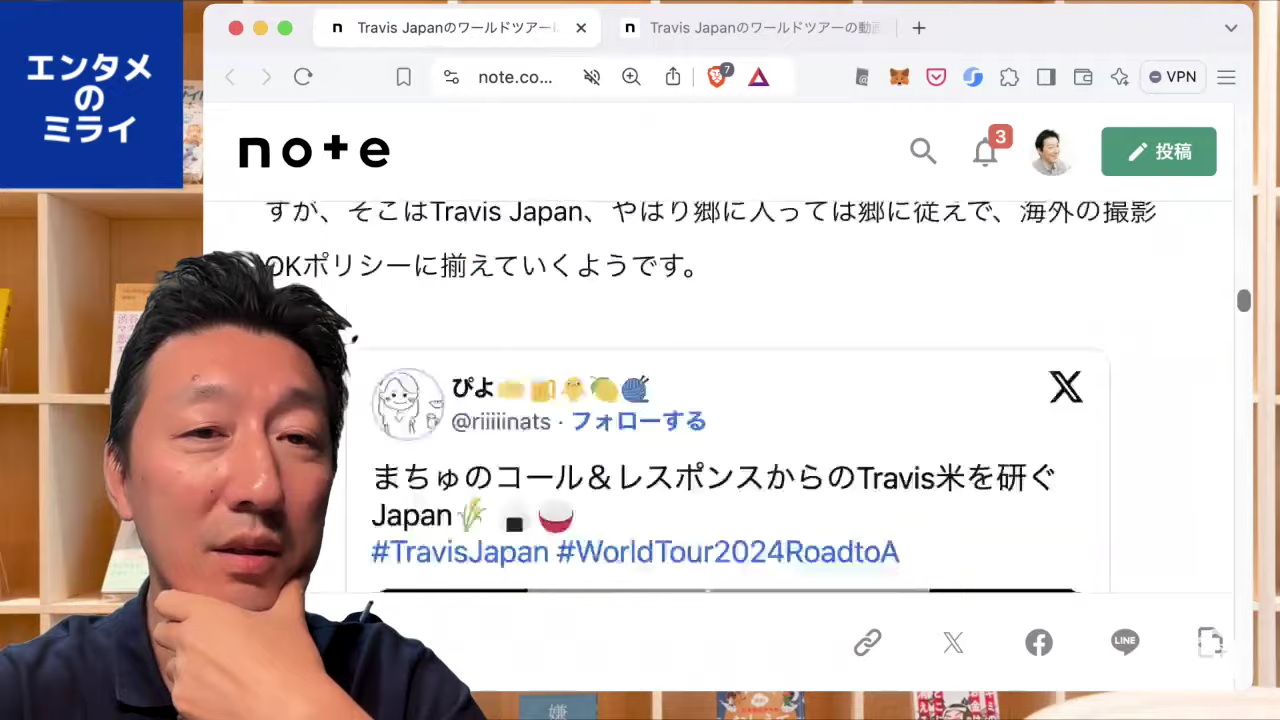 エンタメ
の
ミライ
Travis Japanのワールドツアー
Travis Japanのワールドツアーの動
note.co...
7
VPN
note
3
投稿
すが、そこはTravis Japan、やはり郷に入っては郷に従えで、海外の撮影
OKポリシーに揃えていくようです。
ぴよ
@riiiiinats · フォローする
まちゅのコール＆レスポンスからのTravis米を研ぐ
Japan
#TravisJapan #WorldTour2024RoadtoA
LINE
嫌